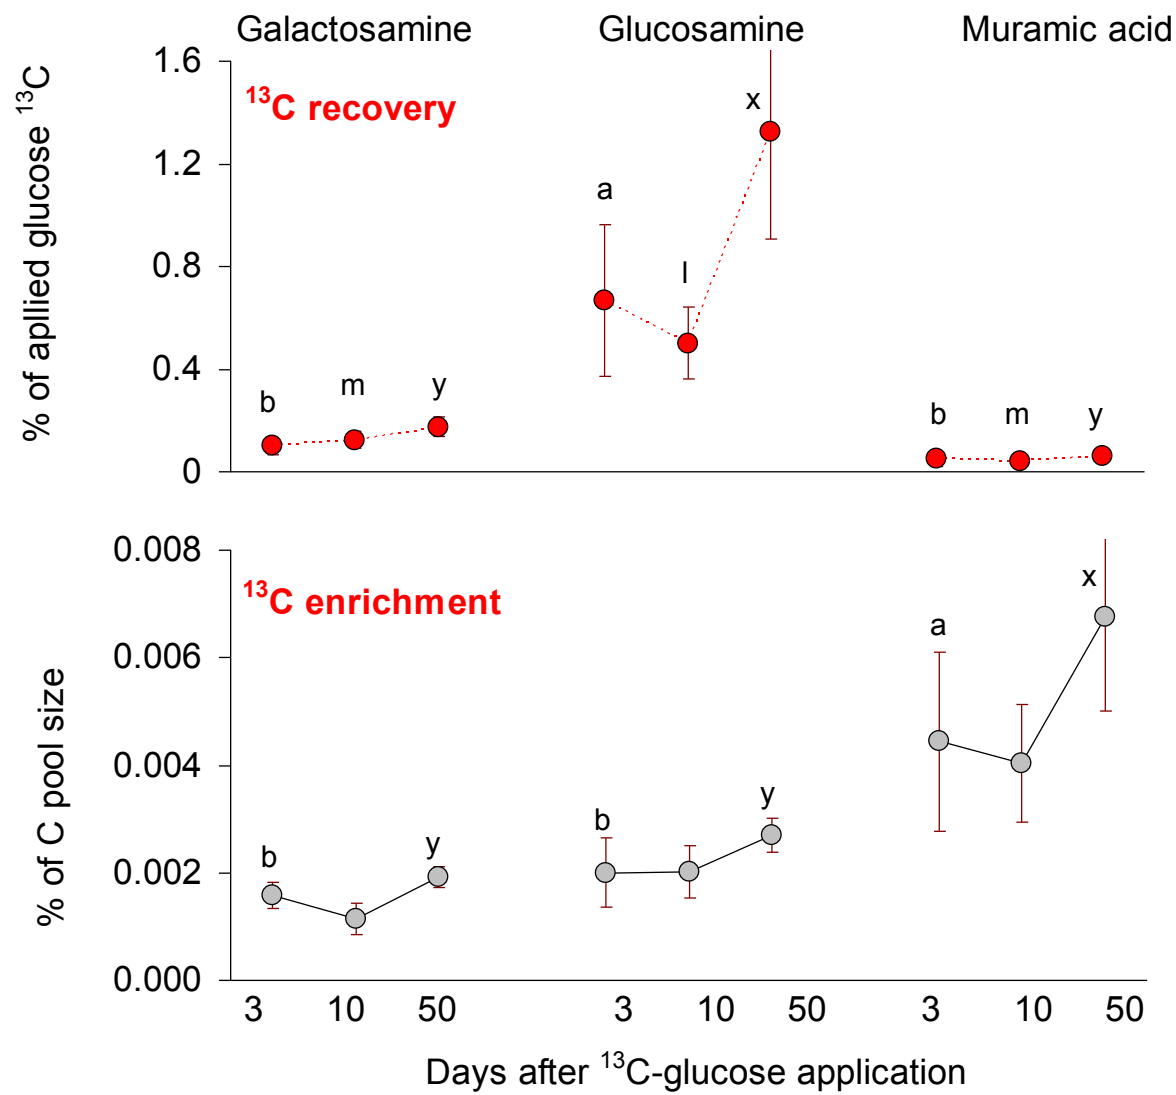 Galactosamine Glucosamine Muramic acid
% of apllied glucose ¹³C
¹³C recovery
1.6
1.2
0.8
0.4
0
b m y
a l x
b m y
% of C pool size
¹³C enrichment
0.008
0.006
0.004
0.002
0.000
b y
b y
a x
3 10 50 3 10 50 3 10 50
Days after ¹³C-glucose application